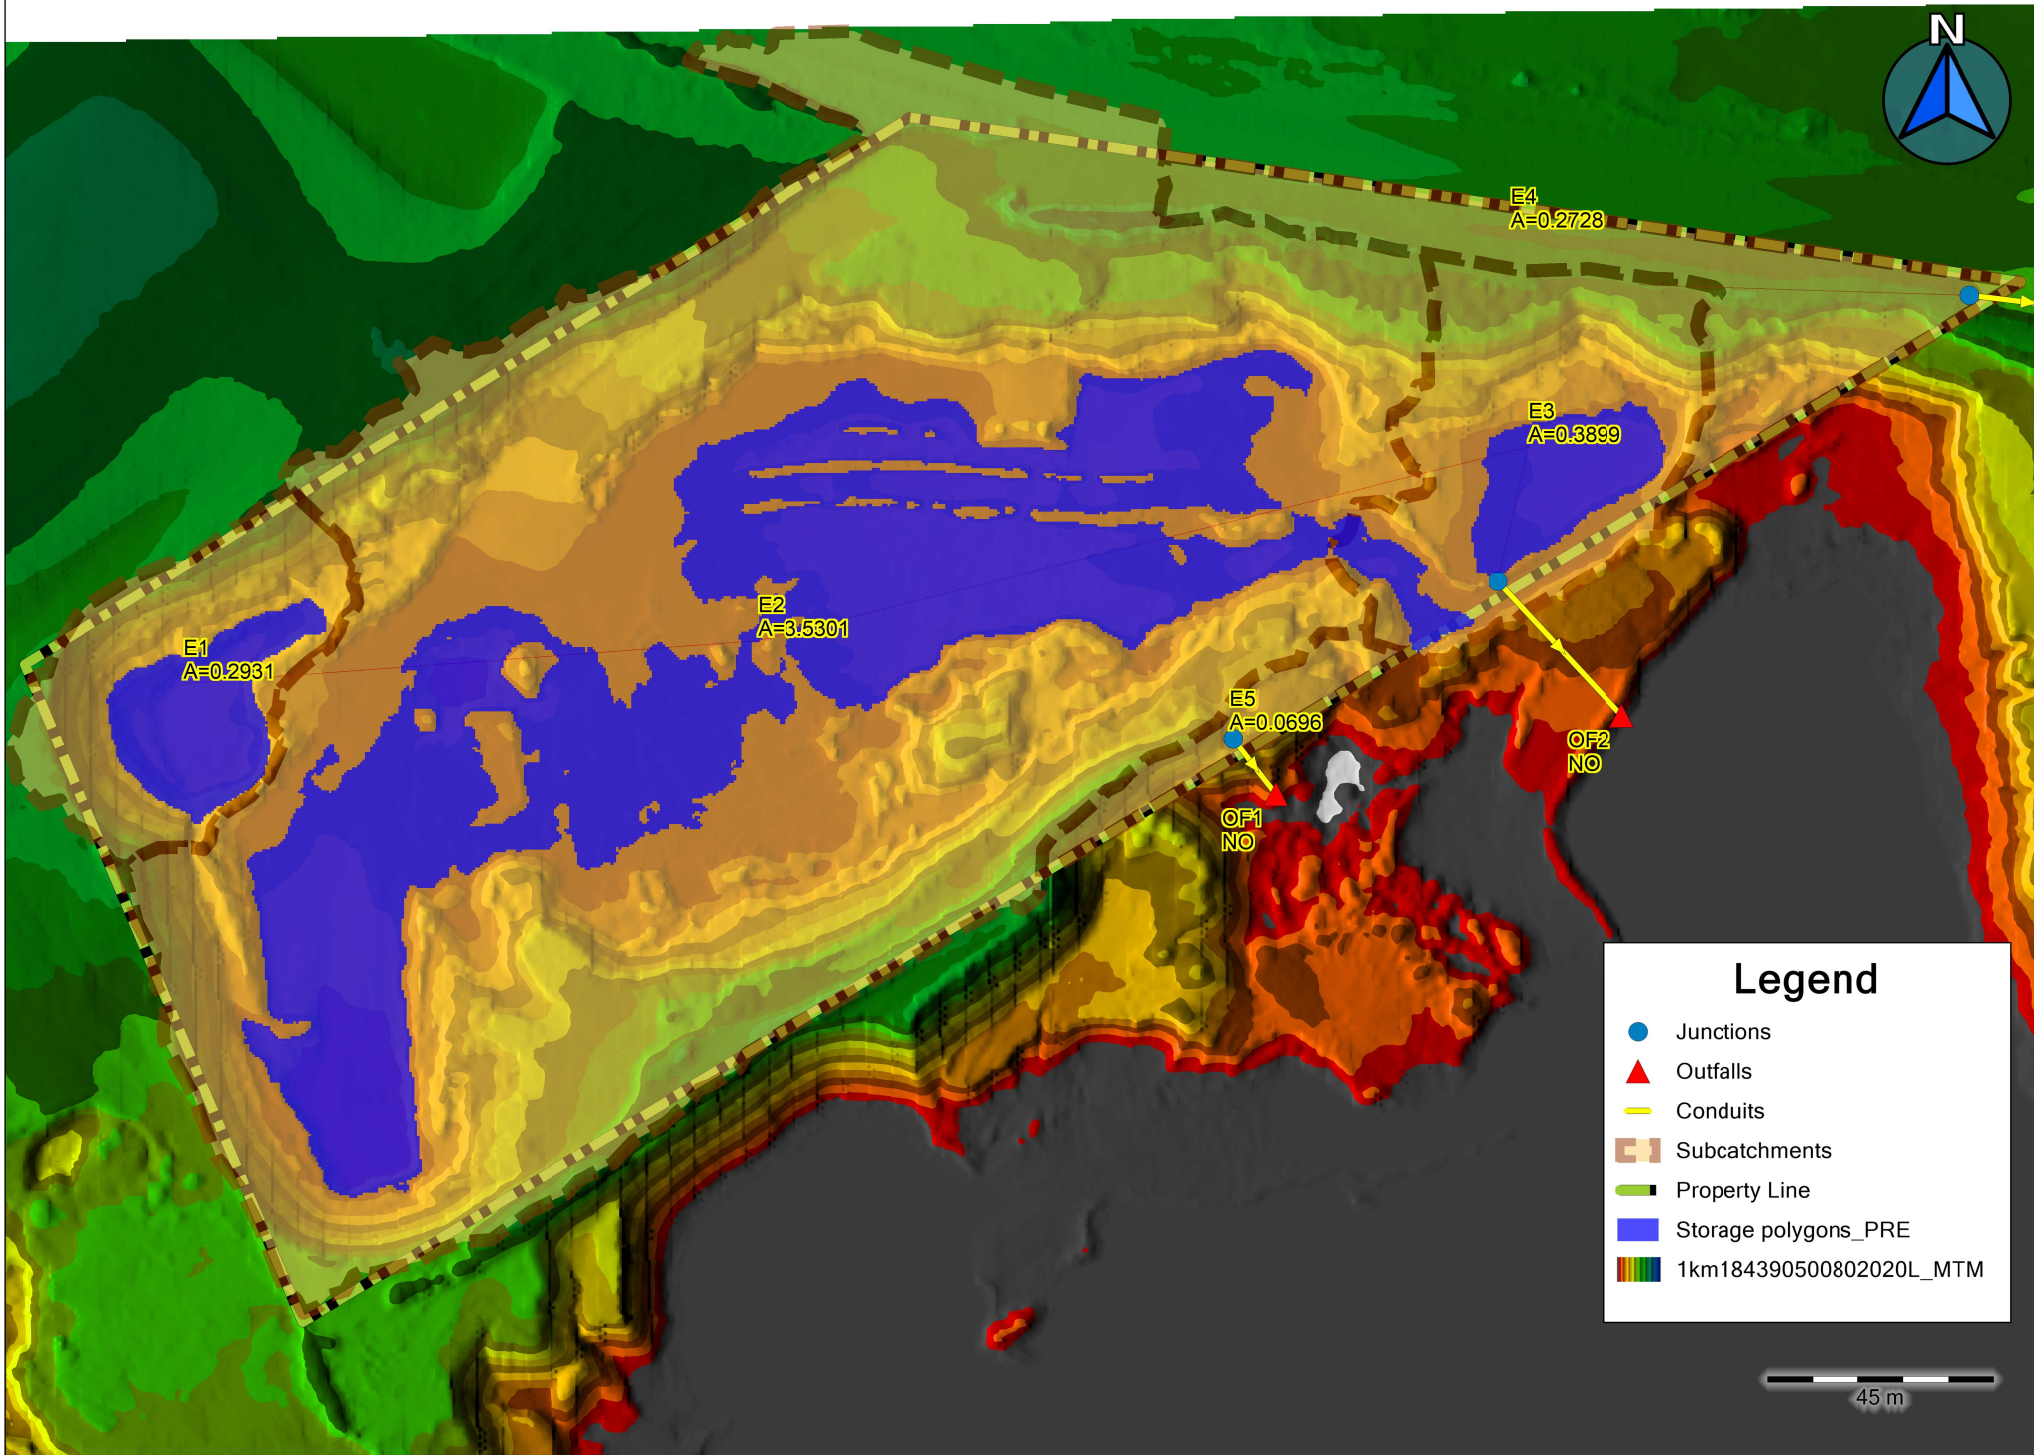 N
E4
A=0.2728
E3
A=0.3899
E2
A=3.5301
E1
A=0.2931
E5
A=0.0696
OF2
NO
OF1
NO
Legend
Junctions
Outfalls
Conduits
Subcatchments
Property Line
Storage polygons_PRE
1km184390500802020L_MTM
45 m